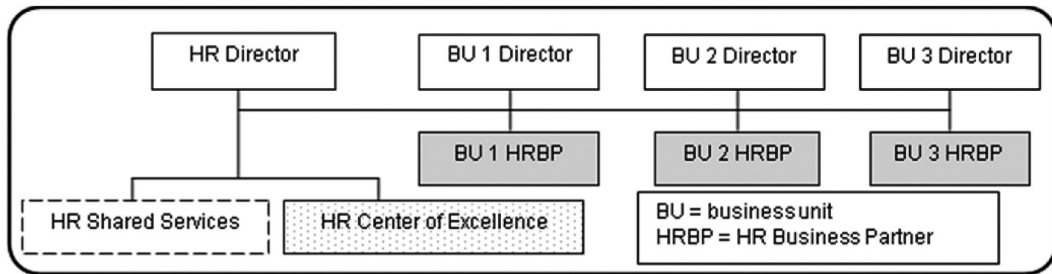 HR Director
BU 1 Director
BU 2 Director
BU 3 Director
BU 1 HRBP
BU 2 HRBP
BU 3 HRBP
HR Shared Services
HR Center of Excellence
BU = business unit
HRBP = HR Business Partner